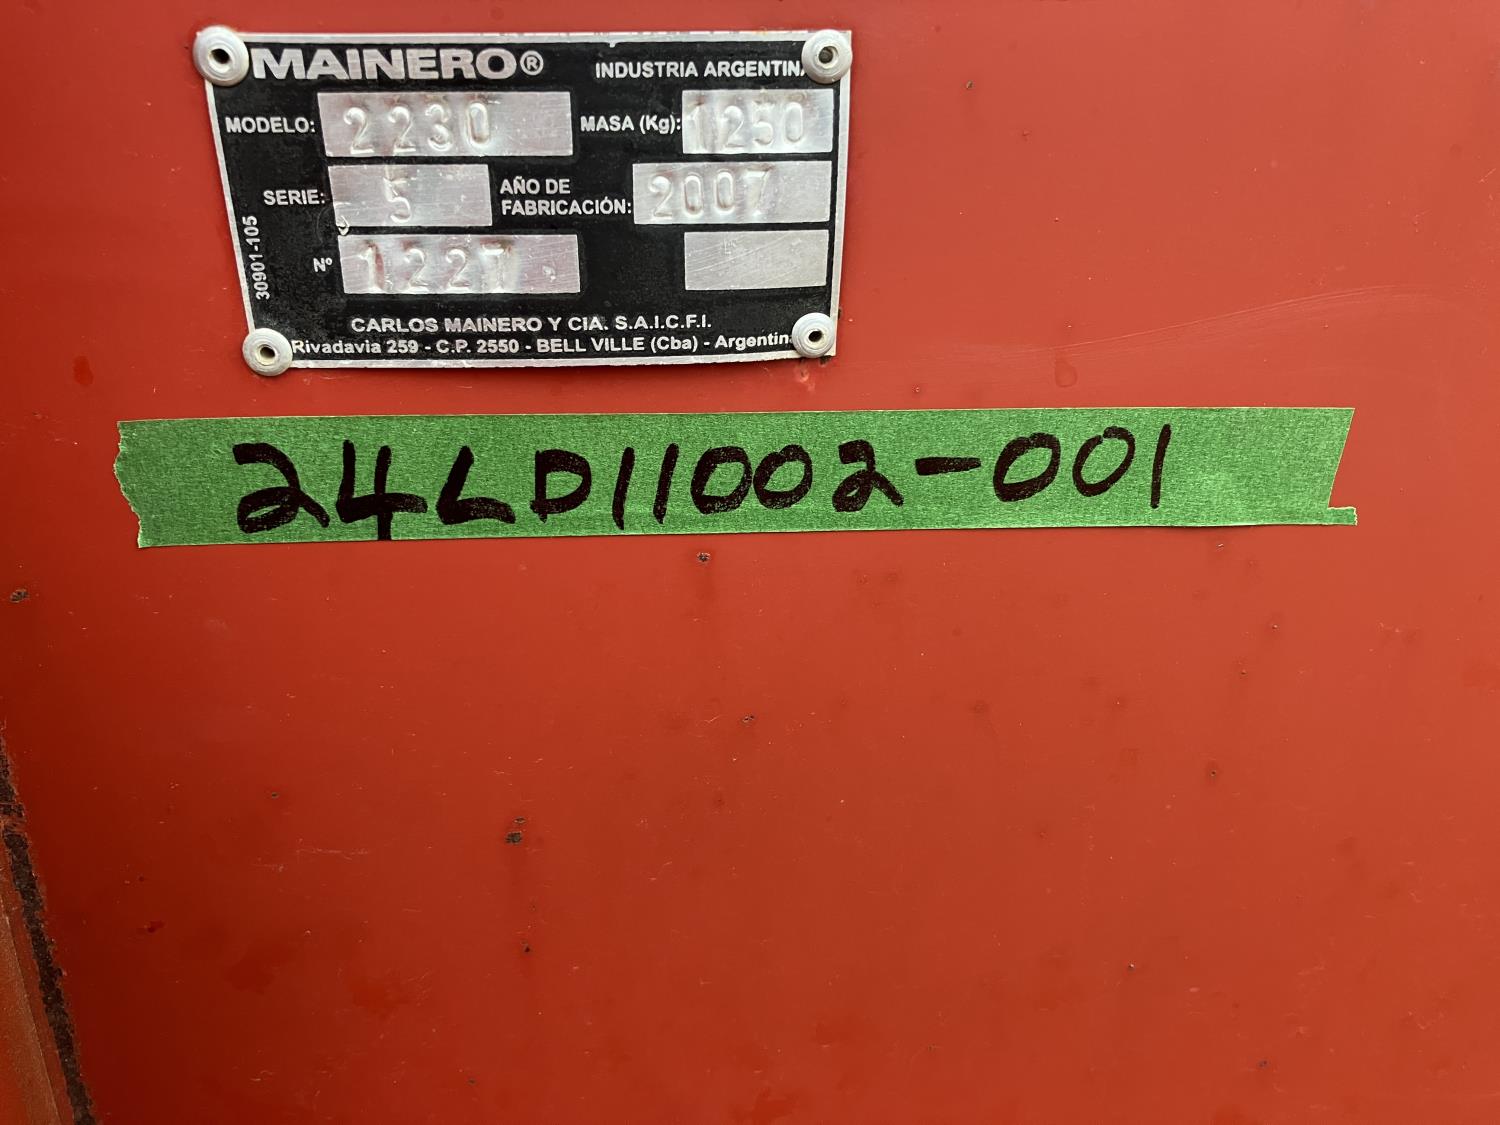 MAINERO® INDUSTRIA ARGENTINA
MODELO: 2230 MASA (Kg): 1250
SERIE: 5 AÑO DE FABRICACIÓN: 2007
Nº 1227
30901-105
CARLOS MAINERO Y CIA. S.A.I.C.F.I.
Rivadavia 259 - C.P. 2550 - BELL VILLE (Cba) - Argentina
24LD11002-001